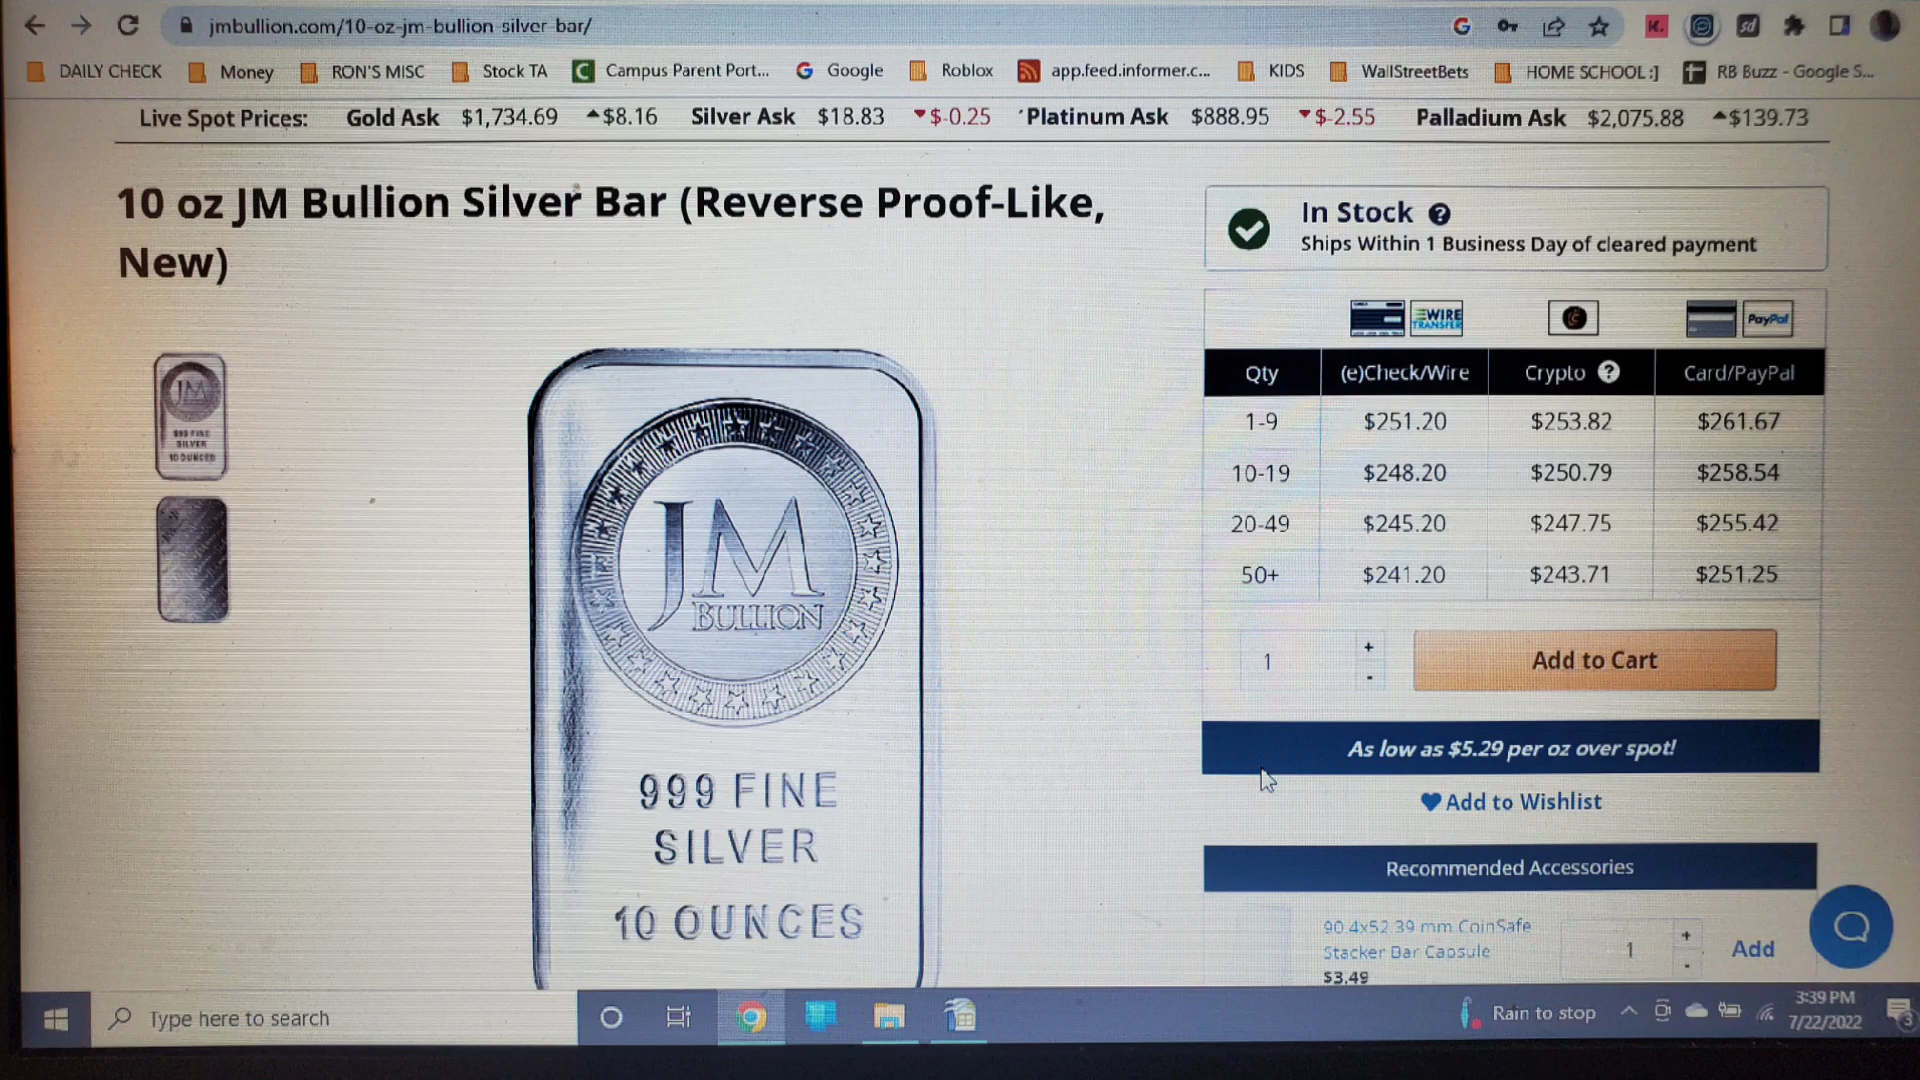 jmbullion.com/10-oz-jm-bullion-silver-bar/
DAILY CHECK Money RON'S MISC Stock TA Campus Parent Port... Google Roblox app.feed.informer.c... KIDS WallStreetBets HOME SCHOOL :] RB Buzz - Google S...
Live Spot Prices: Gold Ask $1,734.69 $8.16 Silver Ask $18.83 $-0.25 Platinum Ask $888.95 $-2.55 Palladium Ask $2,075.88 $139.73
10 oz JM Bullion Silver Bar (Reverse Proof-Like,
New)
In Stock ?
Ships Within 1 Business Day of cleared payment
JM
999 FINE
SILVER
10 OUNCES
JM
BULLION
999 FINE
SILVER
10 OUNCES
WIRE
TRANSFER
PayPal
Qty (e)Check/Wire Crypto ? Card/PayPal
1-9 $251.20 $253.82 $261.67
10-19 $248.20 $250.79 $258.54
20-49 $245.20 $247.75 $255.42
50+ $241.20 $243.71 $251.25
1 + -
Add to Cart
As low as $5.29 per oz over spot!
Add to Wishlist
Recommended Accessories
90.4x52.39 mm CoinSafe
Stacker Bar Capsule
$3.49
1 + -
Add
Type here to search
Rain to stop
3:39 PM
7/22/2022
3